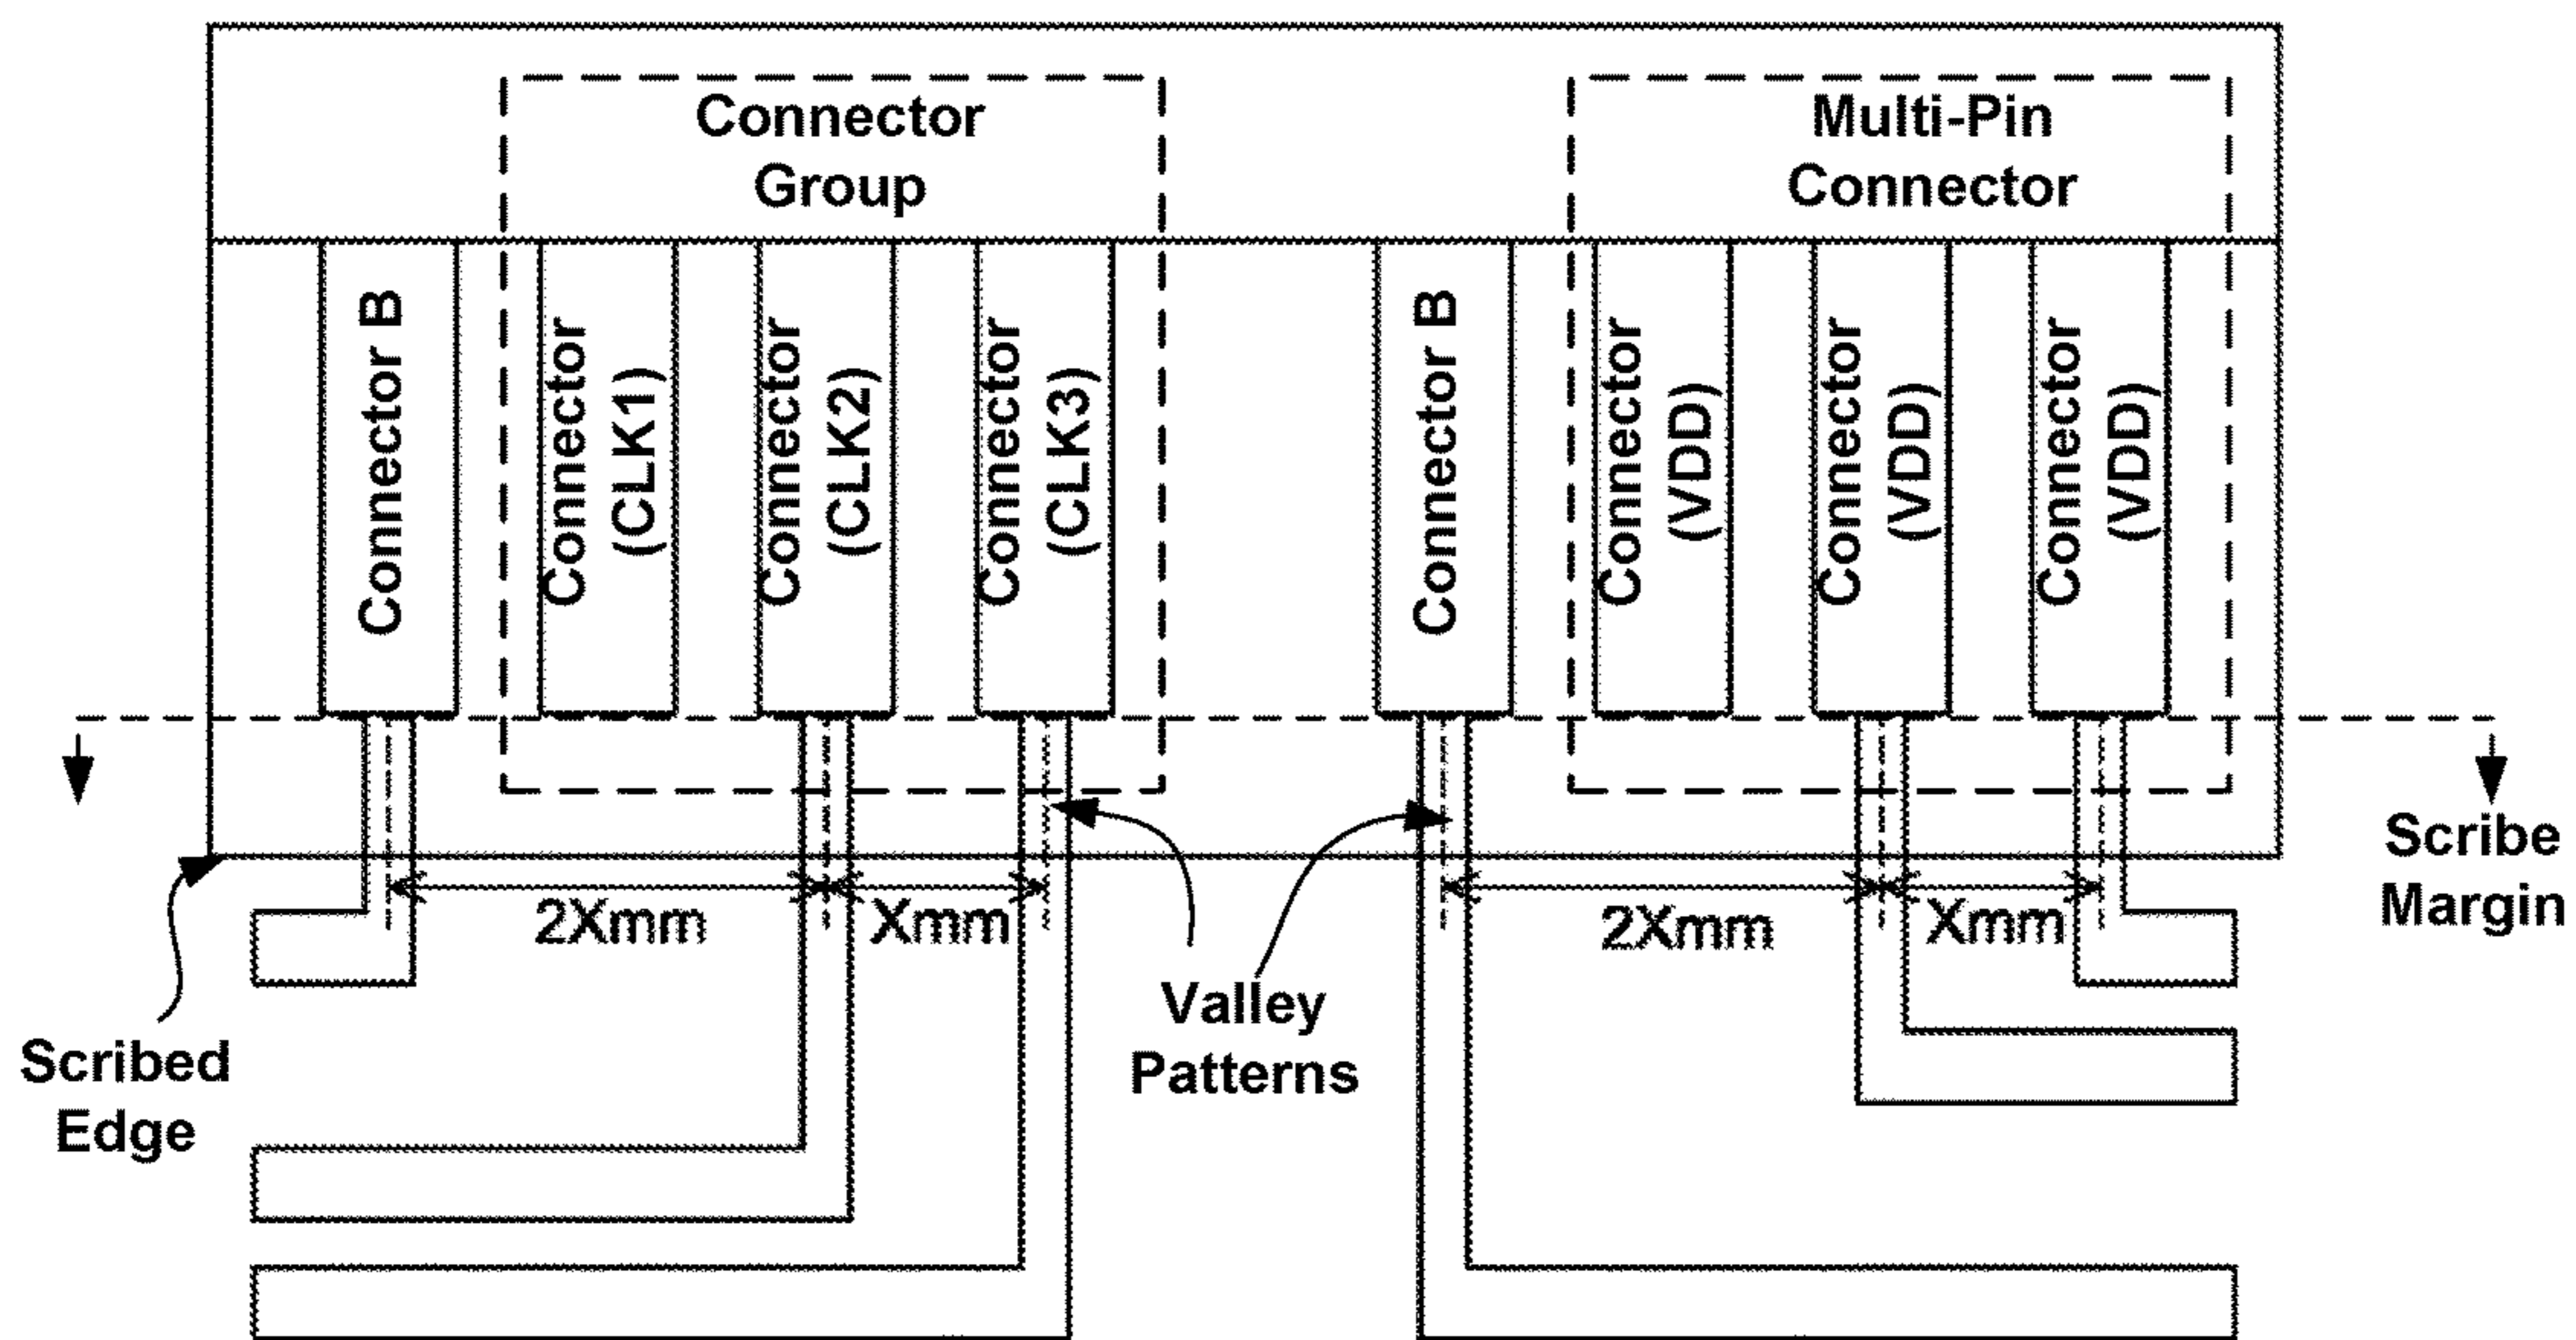 Connector
Group
Multi-Pin
Connector
Connector B
Connector
(CLK1)
Connector
(CLK2)
Connector
(CLK3)
Connector B
Connector
(VDD)
Connector
(VDD)
Connector
(VDD)
Scribe
Margin
2Xmm
Xmm
2Xmm
Xmm
Valley
Patterns
Scribed
Edge